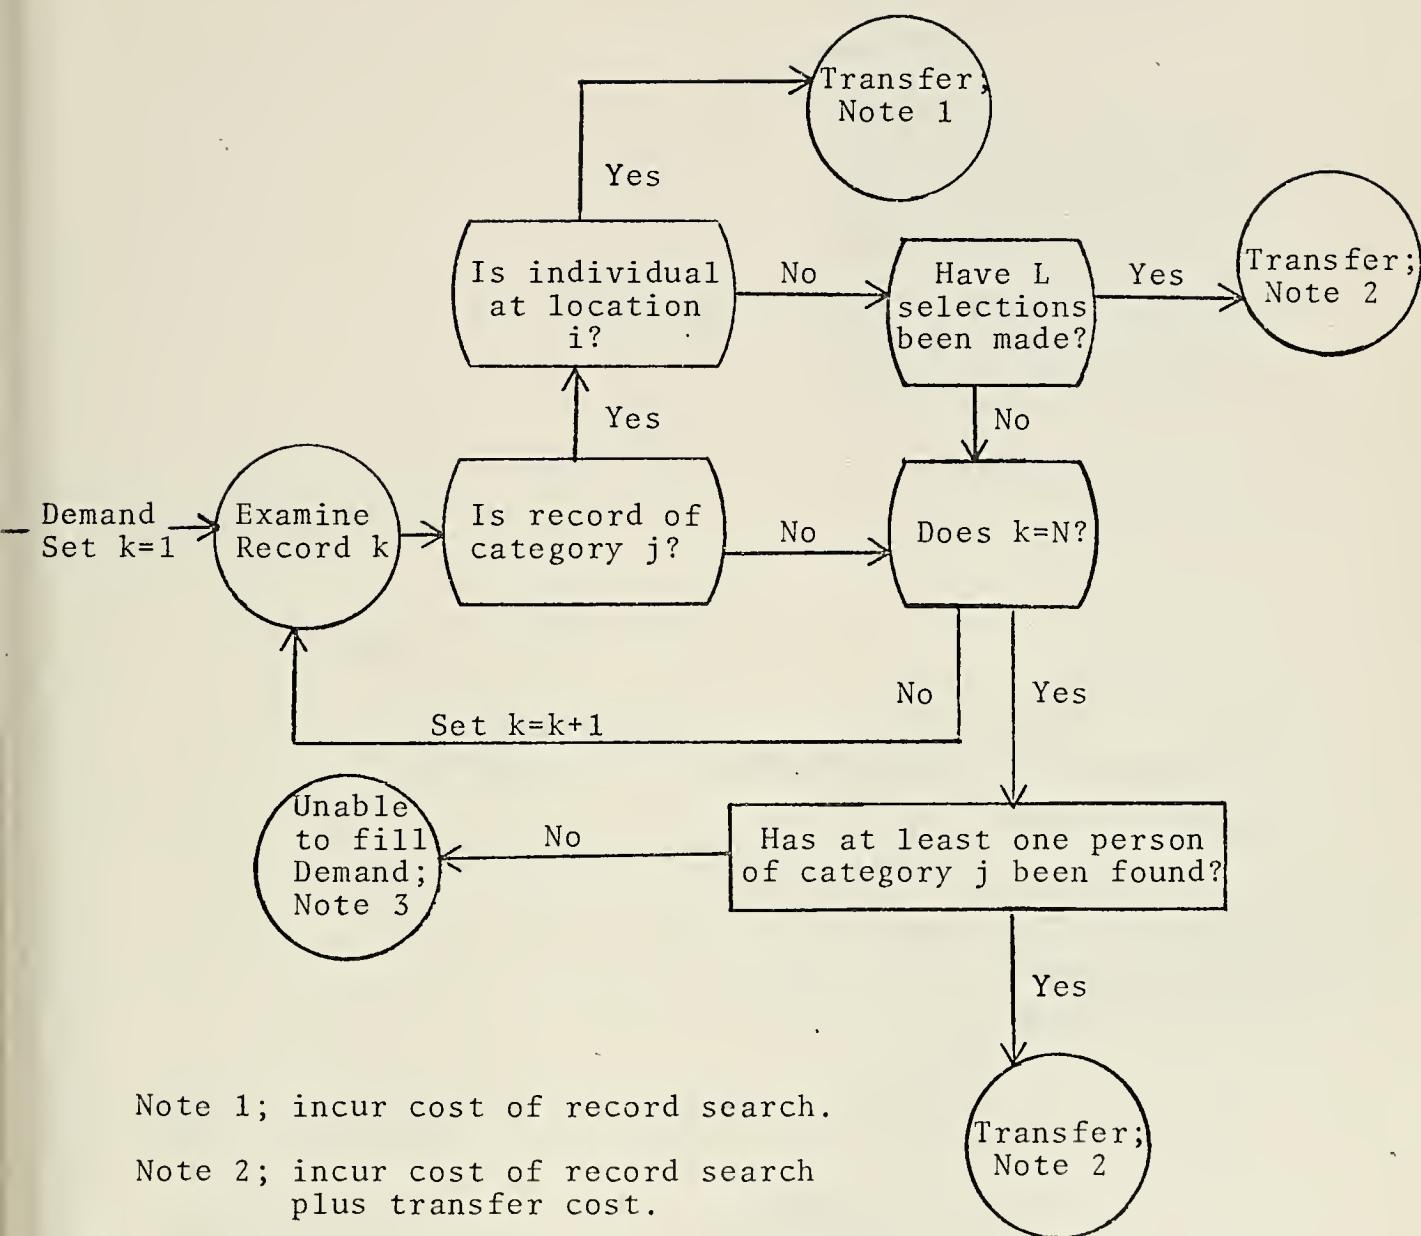 Transfer;
Note 1
Yes
Is individual
at location
i?
No
Have L
selections
been made?
Yes
Transfer;
Note 2
Yes
No
Demand
Set k=1
Examine
Record k
Is record of
category j?
No
Does k=N?
No
Yes
Set k=k+1
Unable
to fill
Demand;
Note 3
No
Has at least one person
of category j been found?
Yes
Transfer;
Note 2
Note 1; incur cost of record search.
Note 2; incur cost of record search
plus transfer cost.